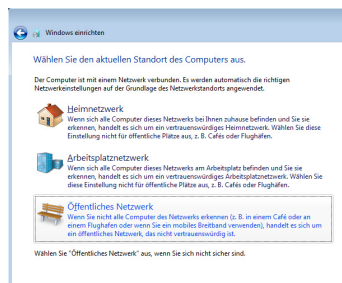 Windows einrichten
Wählen Sie den aktuellen Standort des Computers aus.
Der Computer ist mit einem Netzwerk verbunden. Es werden automatisch die richtigen
Netzwerkeinstellungen auf der Grundlage des Netzwerkstandorts angewendet.
Heimnetzwerk
Wenn sich alle Computer dieses Netzwerks bei Ihnen zuhause befinden und Sie sie
erkennen, handelt es sich um ein vertrauenswürdiges Heimnetzwerk. Wählen Sie diese
Einstellung nicht für öffentliche Plätze aus, z. B. Cafés oder Flughäfen.
Arbeitsplatznetzwerk
Wenn sich alle Computer dieses Netzwerks am Arbeitsplatz befinden und Sie sie
erkennen, handelt es sich um ein vertrauenswürdiges Arbeitsplatznetzwerk. Wählen Sie
diese Einstellung nicht für öffentliche Plätze aus, z. B. Cafés oder Flughäfen.
Öffentliches Netzwerk
Wenn Sie nicht alle Computer des Netzwerks erkennen (z. B. in einem Café oder an
einem Flughafen oder wenn Sie ein mobiles Breitband verwenden), handelt es sich um
ein öffentliches Netzwerk, das nicht vertrauenswürdig ist.
Wählen Sie "Öffentliches Netzwerk" aus, wenn Sie sich nicht sicher sind.